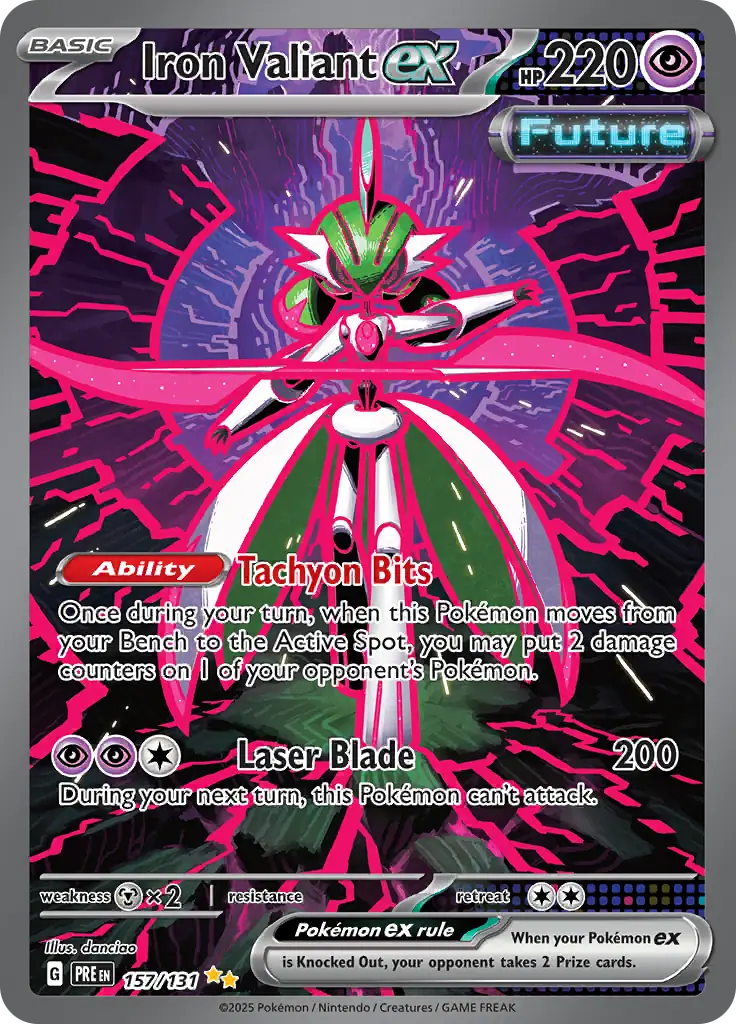 BASIC
Iron Valiant ex
HP 220
Future
Ability Tachyon Bits
Once during your turn, when this Pokémon moves from
your Bench to the Active Spot, you may put 2 damage
counters on 1 of your opponent's Pokémon.
Laser Blade 200
During your next turn, this Pokémon can't attack.
weakness ×2 resistance retreat
Pokémon ex rule
When your Pokémon ex
is Knocked Out, your opponent takes 2 Prize cards.
Illus. danciao
G PRE EN 157/131
©2025 Pokémon / Nintendo / Creatures / GAME FREAK